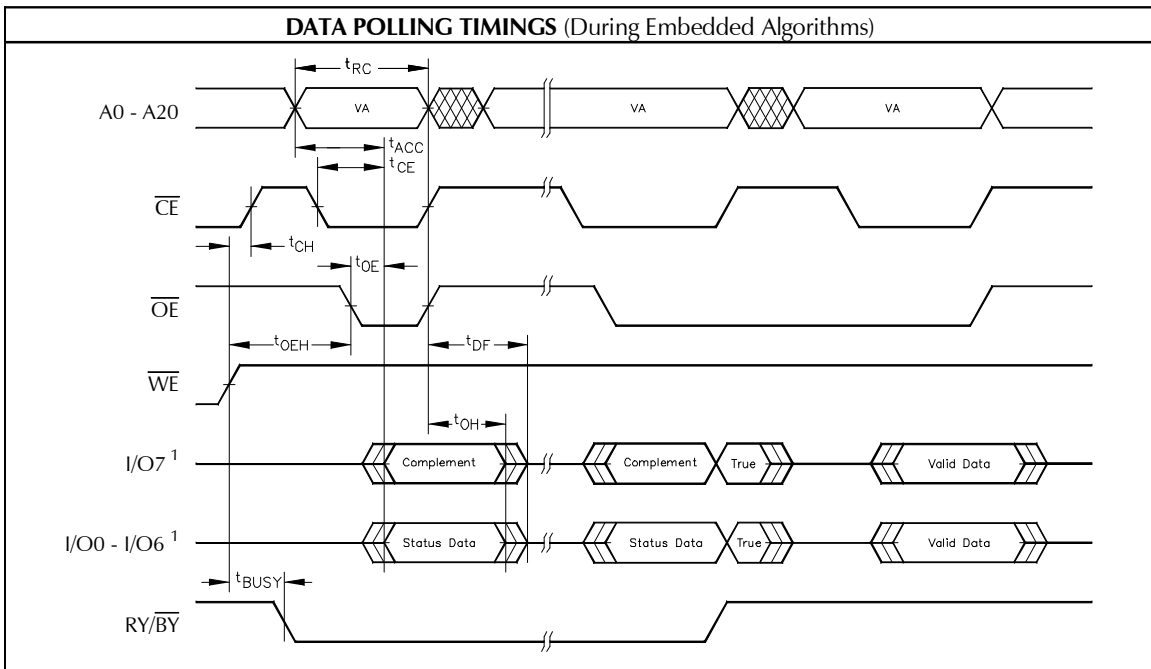 DATA POLLING TIMINGS (During Embedded Algorithms)
tRC
A0 - A20
VA
VA
VA
tACC
tCE
CE
tCH
tOE
OE
tOEH
tDF
WE
tOH
I/O7 1
Complement
Complement
True
Valid Data
I/O0 - I/O6 1
Status Data
Status Data
True
Valid Data
tBUSY
RY/BY